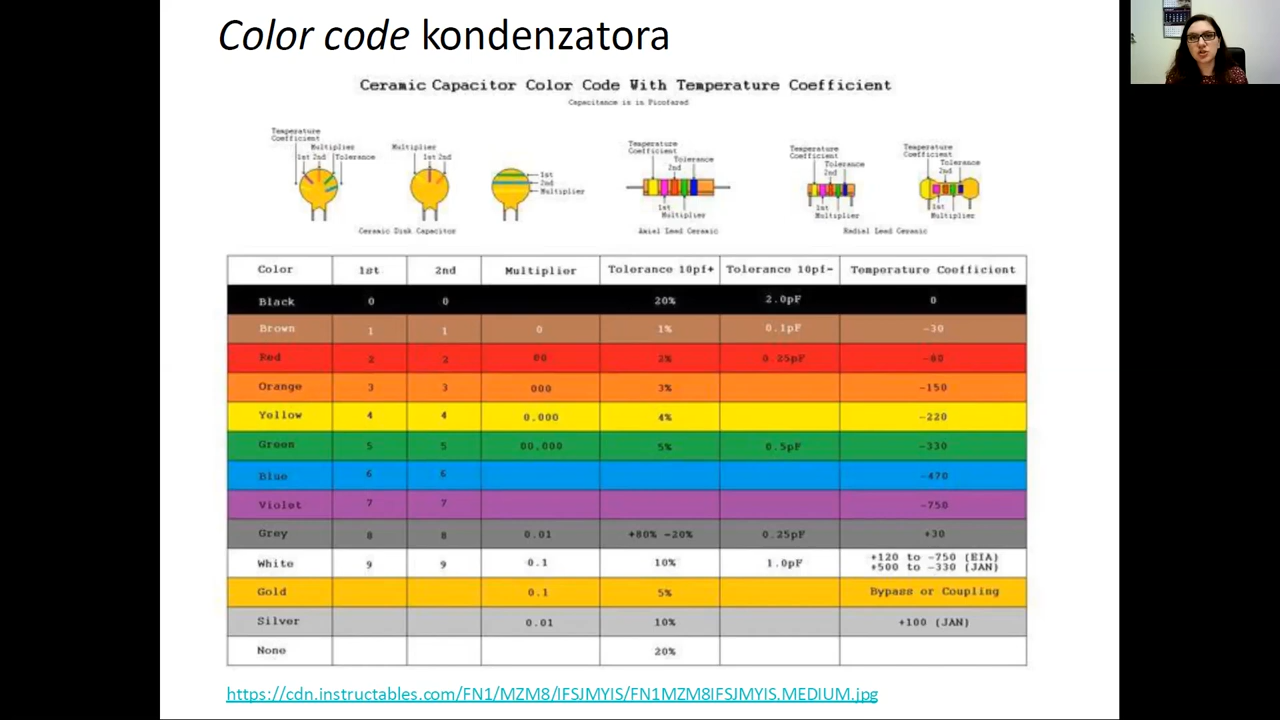 Color code kondenzatora
Ceramic Capacitor Color Code With Temperature Coefficient
Capacitance is in Picofared
Temperature
Coefficient
Multiplier
1st 2nd Tolerance
Multiplier
1st 2nd
1st
2nd
Multiplier
Ceramic Disk Capacitor
Temperature
Coefficient
Tolerance
2nd
1st
Multiplier
Axial Lead Ceramic
Temperature
Coefficient
Tolerance
2nd
1st
Multiplier
Temperature
Coefficient
Tolerance
2nd
1st
Multiplier
Radial Lead Ceramic
Color 1st 2nd Multiplier Tolerance 10pf+ Tolerance 10pf- Temperature Coefficient
Black 0 0 20% 2.0pF 0
Brown 1 1 0 1% 0.1pF -30
Red 2 2 00 2% 0.25pF -80
Orange 3 3 000 3% -150
Yellow 4 4 0.000 4% -220
Green 5 5 00.000 5% 0.5pF -330
Blue 6 6 -470
Violet 7 7 -750
Grey 8 8 0.01 +80% -20% 0.25pF +30
White 9 9 0.1 10% 1.0pF +120 to -750 (EIA)
+500 to -330 (JAN)
Gold 0.1 5% Bypass or Coupling
Silver 0.01 10% +100 (JAN)
None 20%
https://cdn.instructables.com/FN1/MZM8/IFSJMYIS/FN1MZM8IFSJMYIS.MEDIUM.jpg